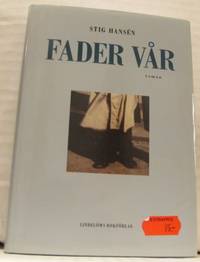 STIG HANSÉN
FADER VÅR
roman
LINDELÖWS BOKFÖRLAG